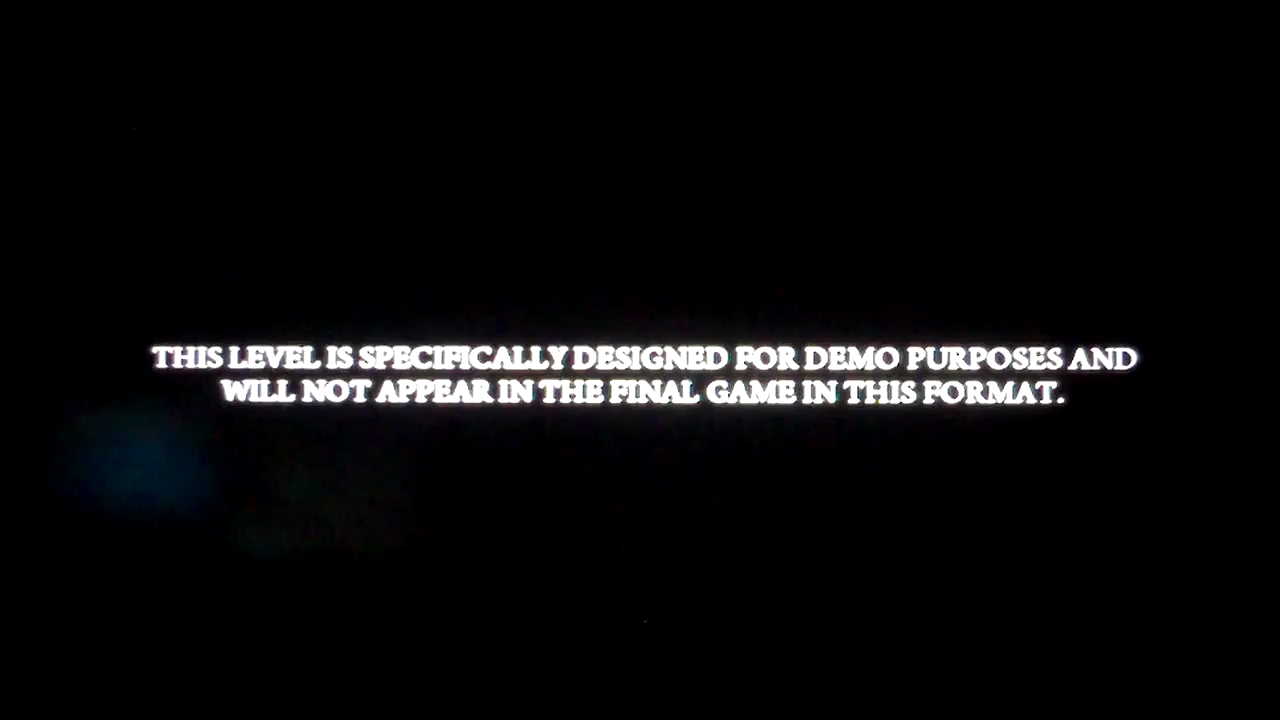 THIS LEVEL IS SPECIFICALLY DESIGNED FOR DEMO PURPOSES AND
WILL NOT APPEAR IN THE FINAL GAME IN THIS FORMAT.